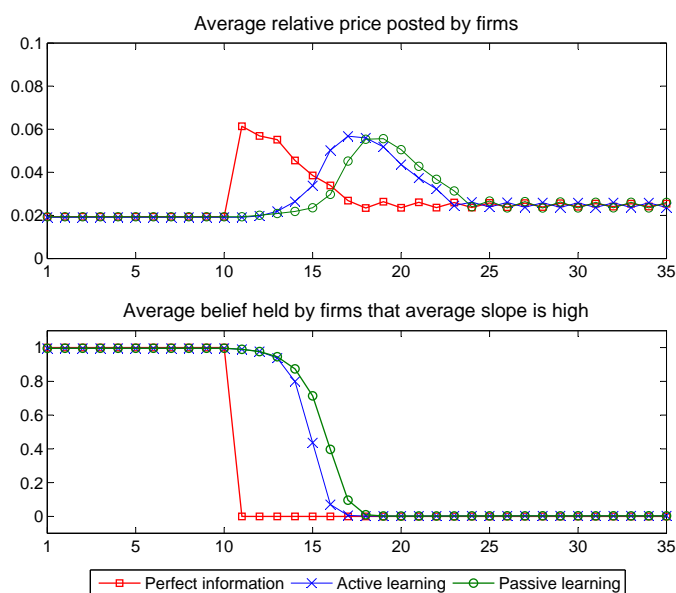 Average relative price posted by firms
0.1
0.08
0.06
0.04
0.02
0
1 5 10 15 20 25 30 35
Average belief held by firms that average slope is high
1
0.8
0.6
0.4
0.2
0
1 5 10 15 20 25 30 35
Perfect information Active learning Passive learning